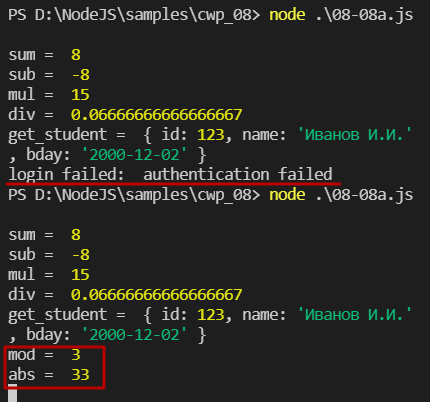 PS D:\NodeJS\samples\cwp_08> node .\08-08a.js
sum =  8
sub =  -8
mul =  15
div =  0.06666666666666667
get_student =  { id: 123, name: 'Иванов И.И.'
, bday: '2000-12-02' }
login failed:  authentication failed
PS D:\NodeJS\samples\cwp_08> node .\08-08a.js
sum =  8
sub =  -8
mul =  15
div =  0.06666666666666667
get_student =  { id: 123, name: 'Иванов И.И.'
, bday: '2000-12-02' }
mod =  3
abs =  33